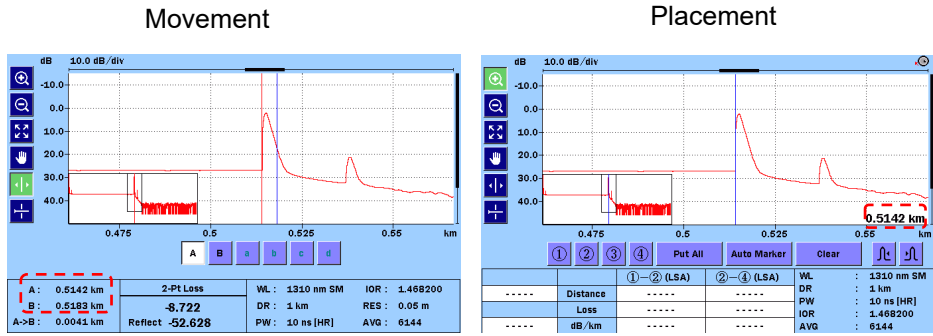 Movement
Placement
dB 10.0 dB/div
-10.0
0.0
10.0
20.0
30.0
40.0
0.475 0.5 0.525 0.55 km
A B a b c d
A : 0.5142 km
B : 0.5183 km
A->B : 0.0041 km
2-Pt Loss
-8.722
Reflect -52.628
WL : 1310 nm SM IOR : 1.468200
DR : 1 km RES : 0.05 m
PW : 10 ns [HR] AVG : 6144
dB 10.0 dB/div
-10.0
0.0
10.0
20.0
30.0
40.0
0.5142 km
0.475 0.5 0.525 0.55 km
① ② ③ ④ Put All Auto Marker Clear
①—② (LSA) ②—④ (LSA)
----- Distance ----- -----
Loss ----- -----
----- dB/km ----- -----
WL : 1310 nm SM
DR : 1 km
PW : 10 ns [HR]
IOR : 1.468200
AVG : 6144